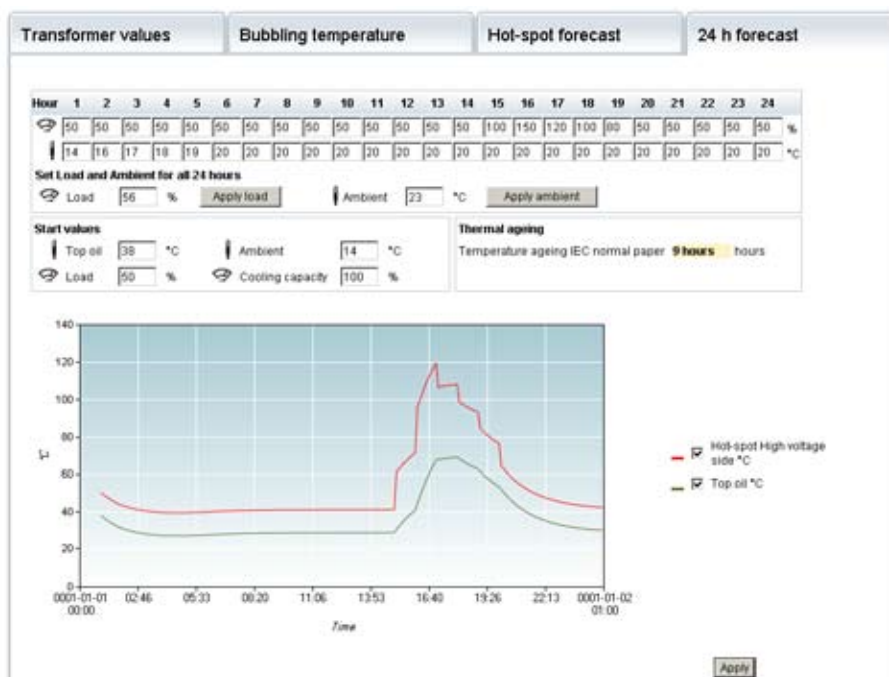 Transformer values Bubbling temperature Hot-spot forecast 24 h forecast
Hour 1 2 3 4 5 6 7 8 9 10 11 12 13 14 15 16 17 18 19 20 21 22 23 24
50 50 50 50 50 50 50 50 50 50 50 50 50 50 100 150 120 100 80 50 50 50 50 50 %
14 16 17 18 19 20 20 20 20 20 20 20 20 20 20 20 20 20 20 20 20 20 20 20 °C
Set Load and Ambient for all 24 hours
Load 56 % Apply load Ambient 23 °C Apply ambient
Start values
Top oil 38 °C Ambient 14 °C
Load 50 % Cooling capacity 100 %
Thermal ageing
Temperature ageing IEC normal paper 9 hours hours
140
120
100
80
60
40
20
0
°C
0001-01-01 02:46 05:33 08:20 11:06 13:53 16:40 19:26 22:13 0001-01-02
00:00 01:00
Time
Hot-spot High voltage
side °C
Top oil °C
Apply